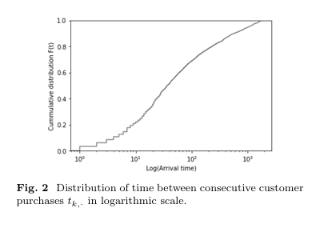 1.0
0.8
0.6
0.4
0.2
0.0
Cummulative distribution F(t)
10⁰ 10¹ 10² 10³
Log(Arrival time)
Fig. 2 Distribution of time between consecutive customer
purchases tₖ,. in logarithmic scale.